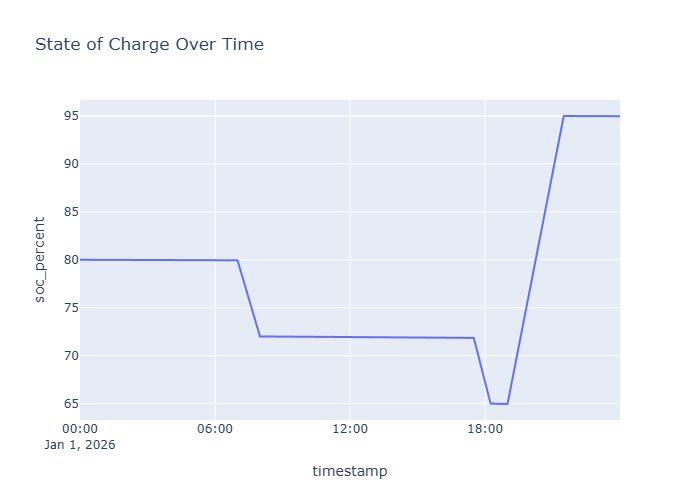 State of Charge Over Time
95
90
85
80
75
70
65
soc_percent
00:00
06:00
12:00
18:00
Jan 1, 2026
timestamp